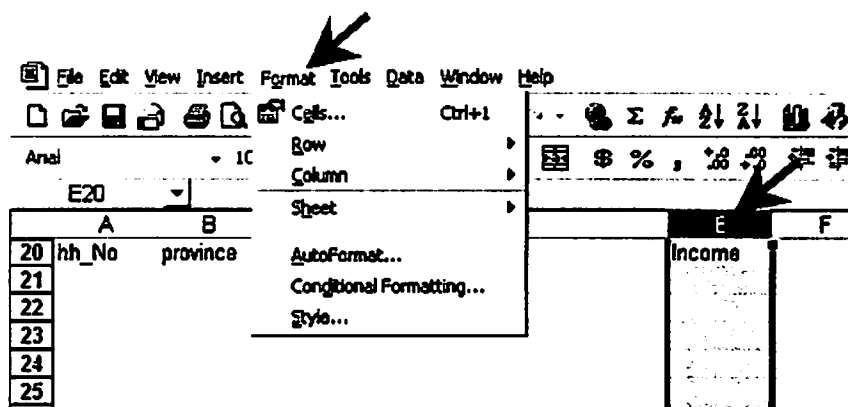 File Edit View Insert Format Tools Data Window Help
Cells... Ctrl+1
Arial 10
Row
$ % ,
Column
E20
Sheet
A B E F
20 hh_No province Income
AutoFormat...
21
Conditional Formatting...
22
Style...
23
24
25